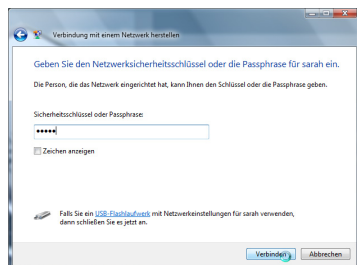 Verbindung mit einem Netzwerk herstellen
Geben Sie den Netzwerksicherheitsschlüssel oder die Passphrase für sarah ein.
Die Person, die das Netzwerk eingerichtet hat, kann Ihnen den Schlüssel oder die Passphrase geben.
Sicherheitsschlüssel oder Passphrase:
•••••
Zeichen anzeigen
Falls Sie ein USB-Flashlaufwerk mit Netzwerkeinstellungen für sarah verwenden,
dann schließen Sie es jetzt an.
Verbinden Abbrechen